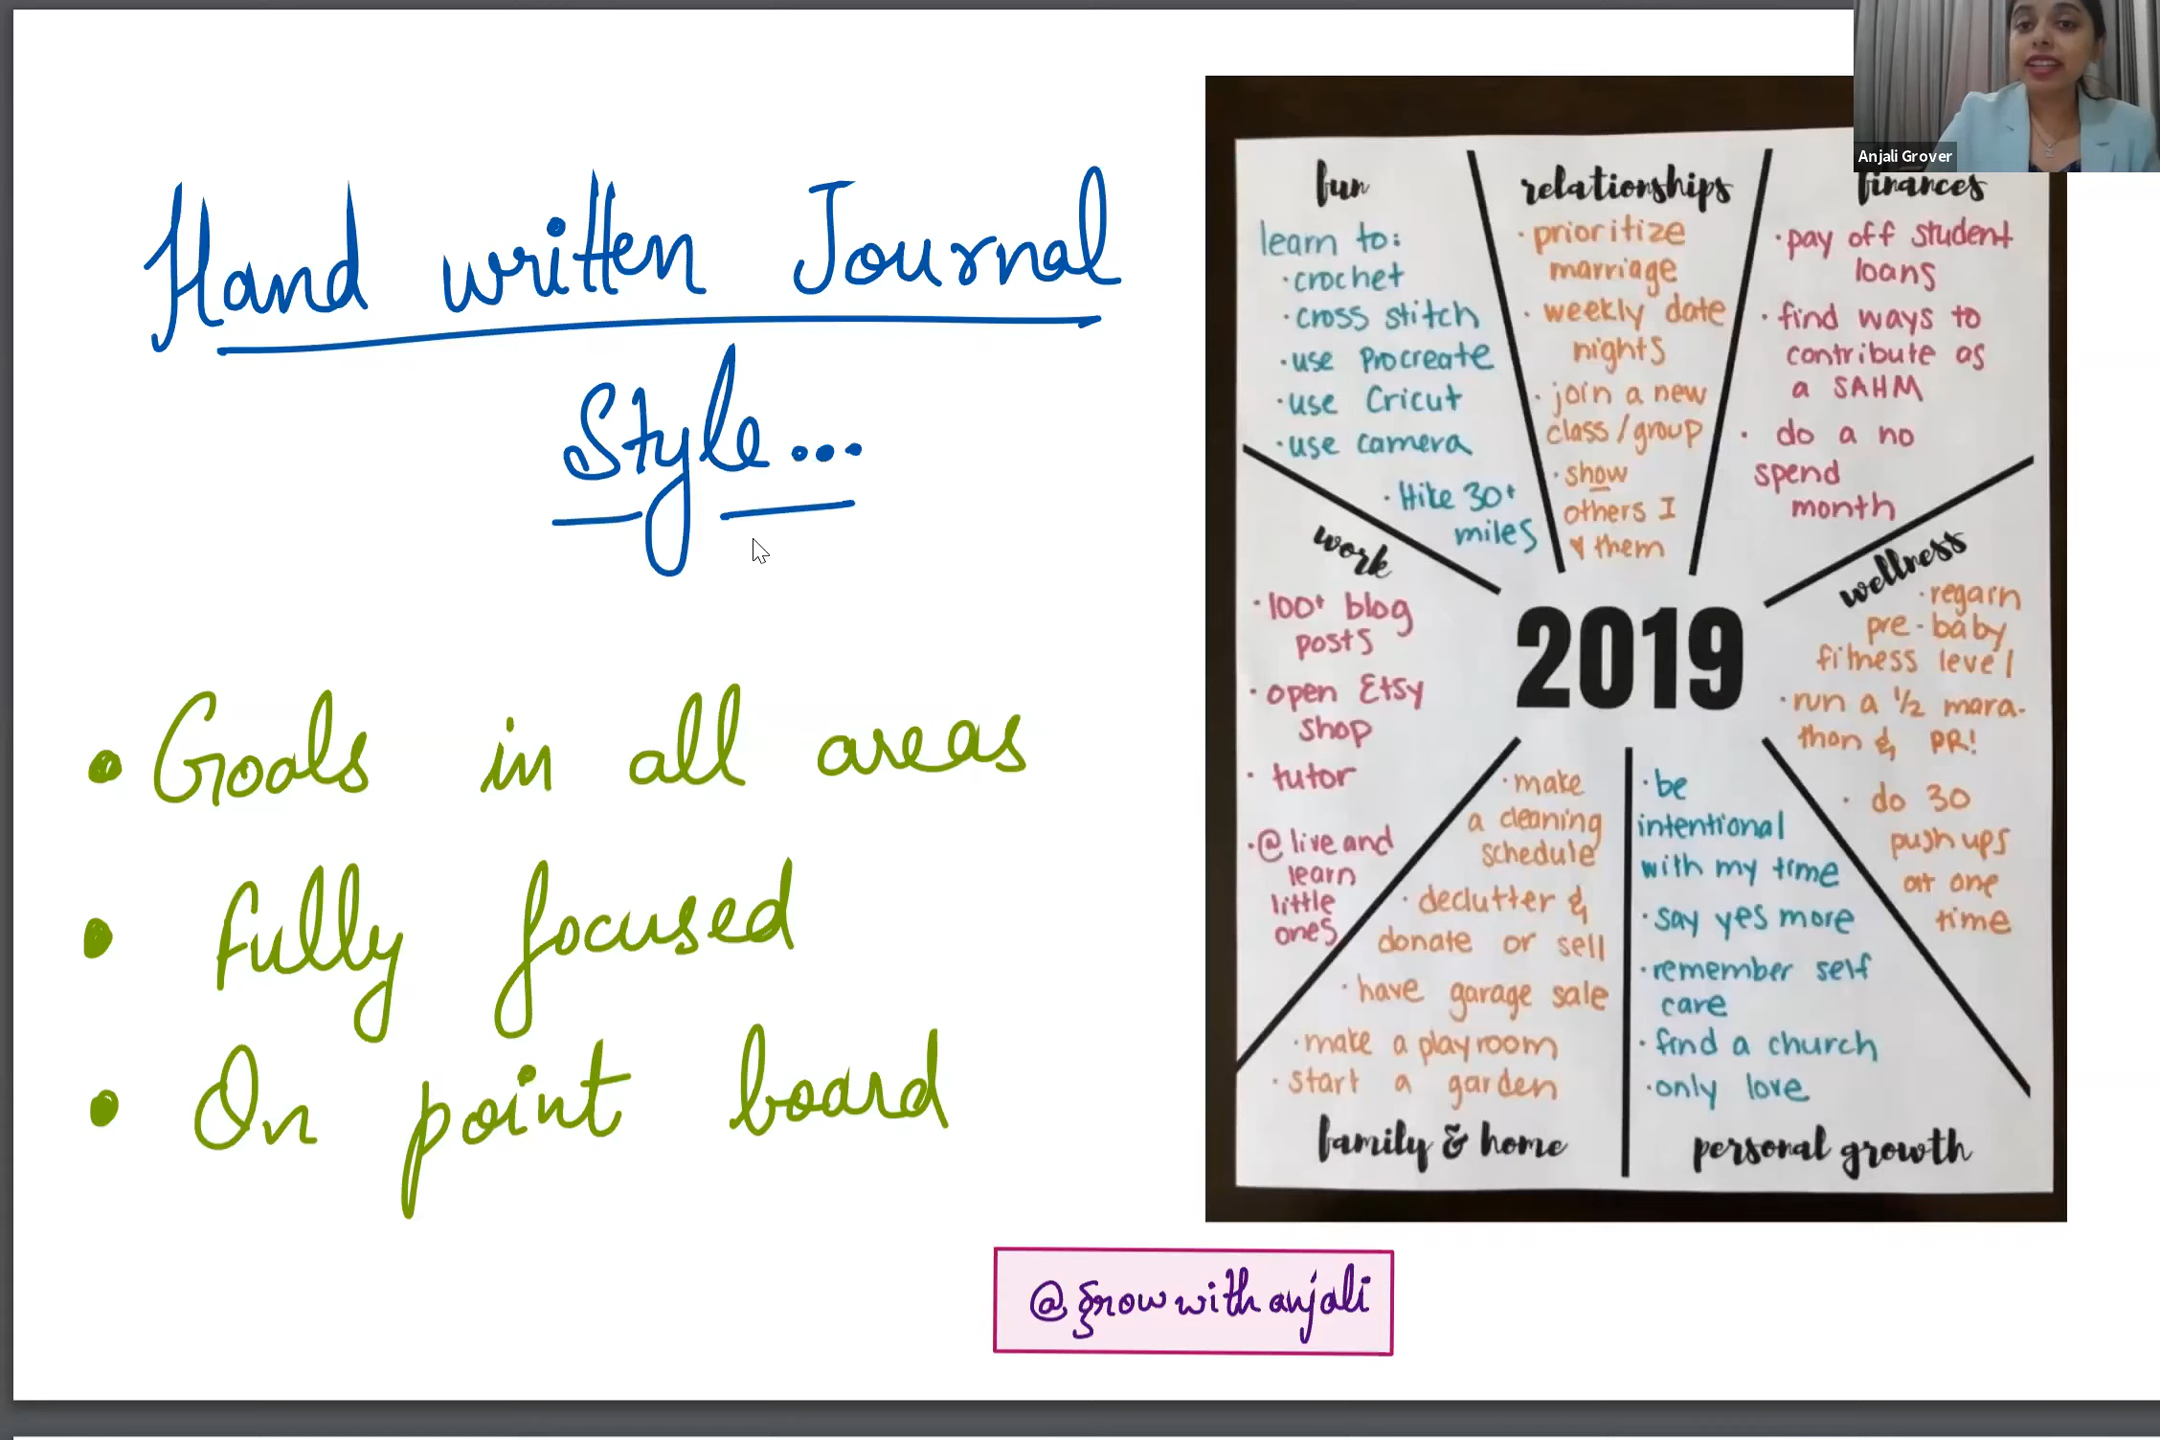 Hand written Journal
Style...
• Goals in all areas
• fully focused
• On point board
@growwithanjali
Anjali Grover
fun
learn to:
· crochet
· cross stitch
· use Procreate
· use Cricut
· use camera
· Hike 30+
miles
relationships
· prioritize
marriage
· weekly date
nights
· join a new
class/group
· show
others I
♥ them
finances
· pay off student
loans
· find ways to
contribute as
a SAHM
· do a no
spend
month
work
· 100+ blog
posts
· open Etsy
shop
· tutor
· @ live and
learn
little
ones
2019
wellness
· regain
pre-baby
fitness level
· run a 1/2 mara-
thon & PR!
· do 30
push ups
at one
time
· make
a cleaning
schedule
· declutter &
donate or sell
· have garage sale
· make a playroom
· start a garden
family & home
· be
intentional
with my time
· say yes more
· remember self
care
· find a church
· only love
personal growth